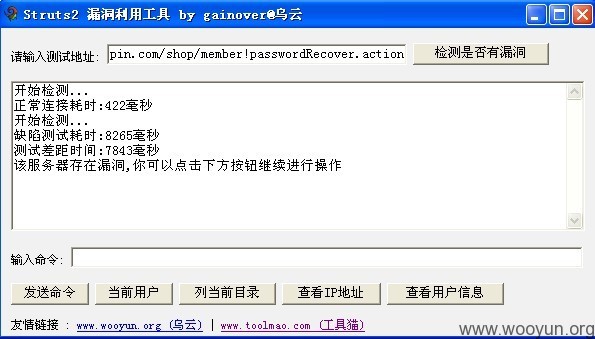 Struts2 漏洞利用工具 by gainover@乌云
请输入测试地址: pin.com/shop/member!passwordRecover.action 检测是否有漏洞
开始检测...
正常连接耗时:422毫秒
开始检测...
缺陷测试耗时:8265毫秒
测试差距时间:7843毫秒
该服务器存在漏洞,你可以点击下方按钮继续进行操作
输入命令:
发送命令 当前用户 列当前目录 查看IP地址 查看用户信息
友情链接 : www.wooyun.org (乌云) | www.toolmao.com (工具猫)
www.wooyun.org